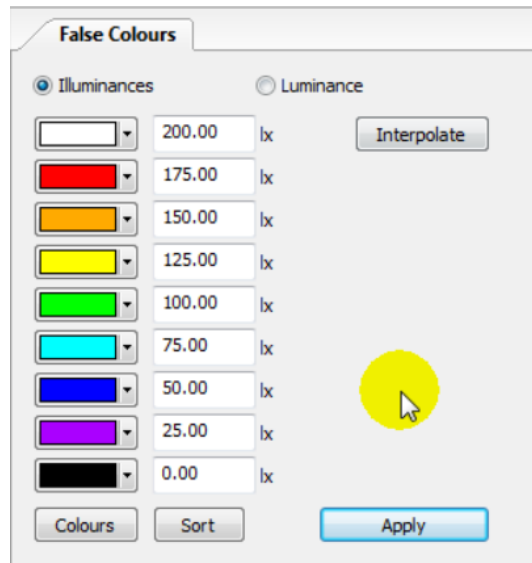 False Colours
Illuminances Luminance
200.00 lx Interpolate
175.00 lx
150.00 lx
125.00 lx
100.00 lx
75.00 lx
50.00 lx
25.00 lx
0.00 lx
Colours Sort Apply